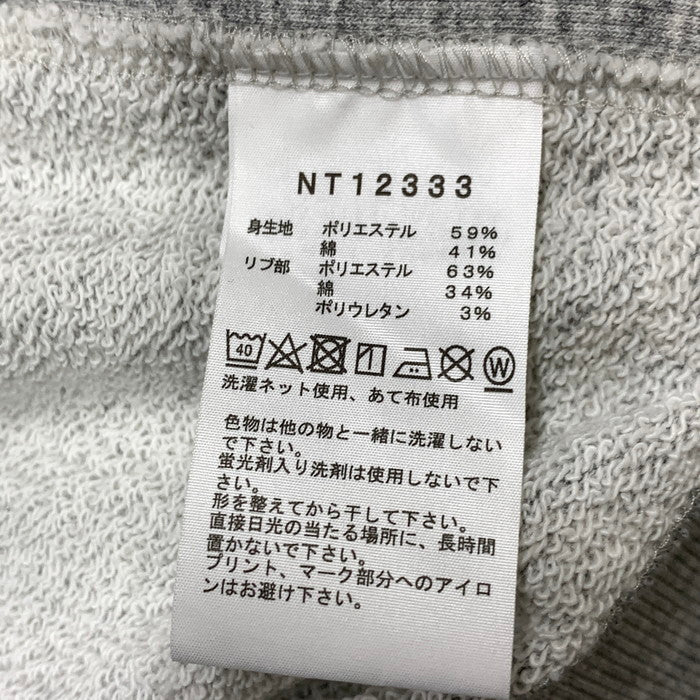 NT12333
身生地 ポリエステル 59%
綿 41%
リブ部 ポリエステル 63%
綿 34%
ポリウレタン 3%
40 W
洗濯ネット使用、あて布使用
色物は他の物と一緒に洗濯しない
で下さい。
蛍光剤入り洗剤は使用しないで下
さい。
形を整えてから干して下さい。
直接日光の当たる場所に、長時間
置かないで下さい。
プリント、マーク部分へのアイロ
ンはお避け下さい。